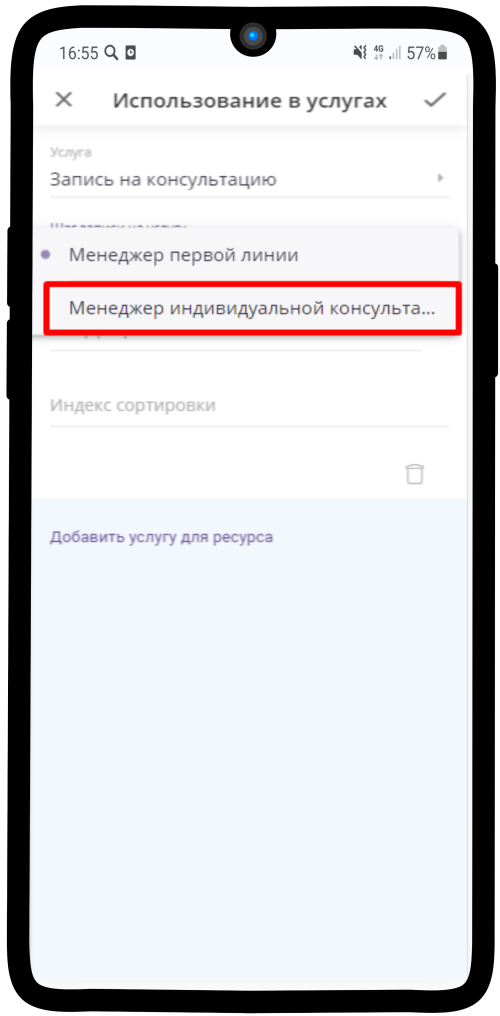 16:55
4G
57%
Использование в услугах
Услуга
Запись на консультацию
Менеджер первой линии
Менеджер индивидуальной консульта...
Индекс сортировки
Добавить услугу для ресурса